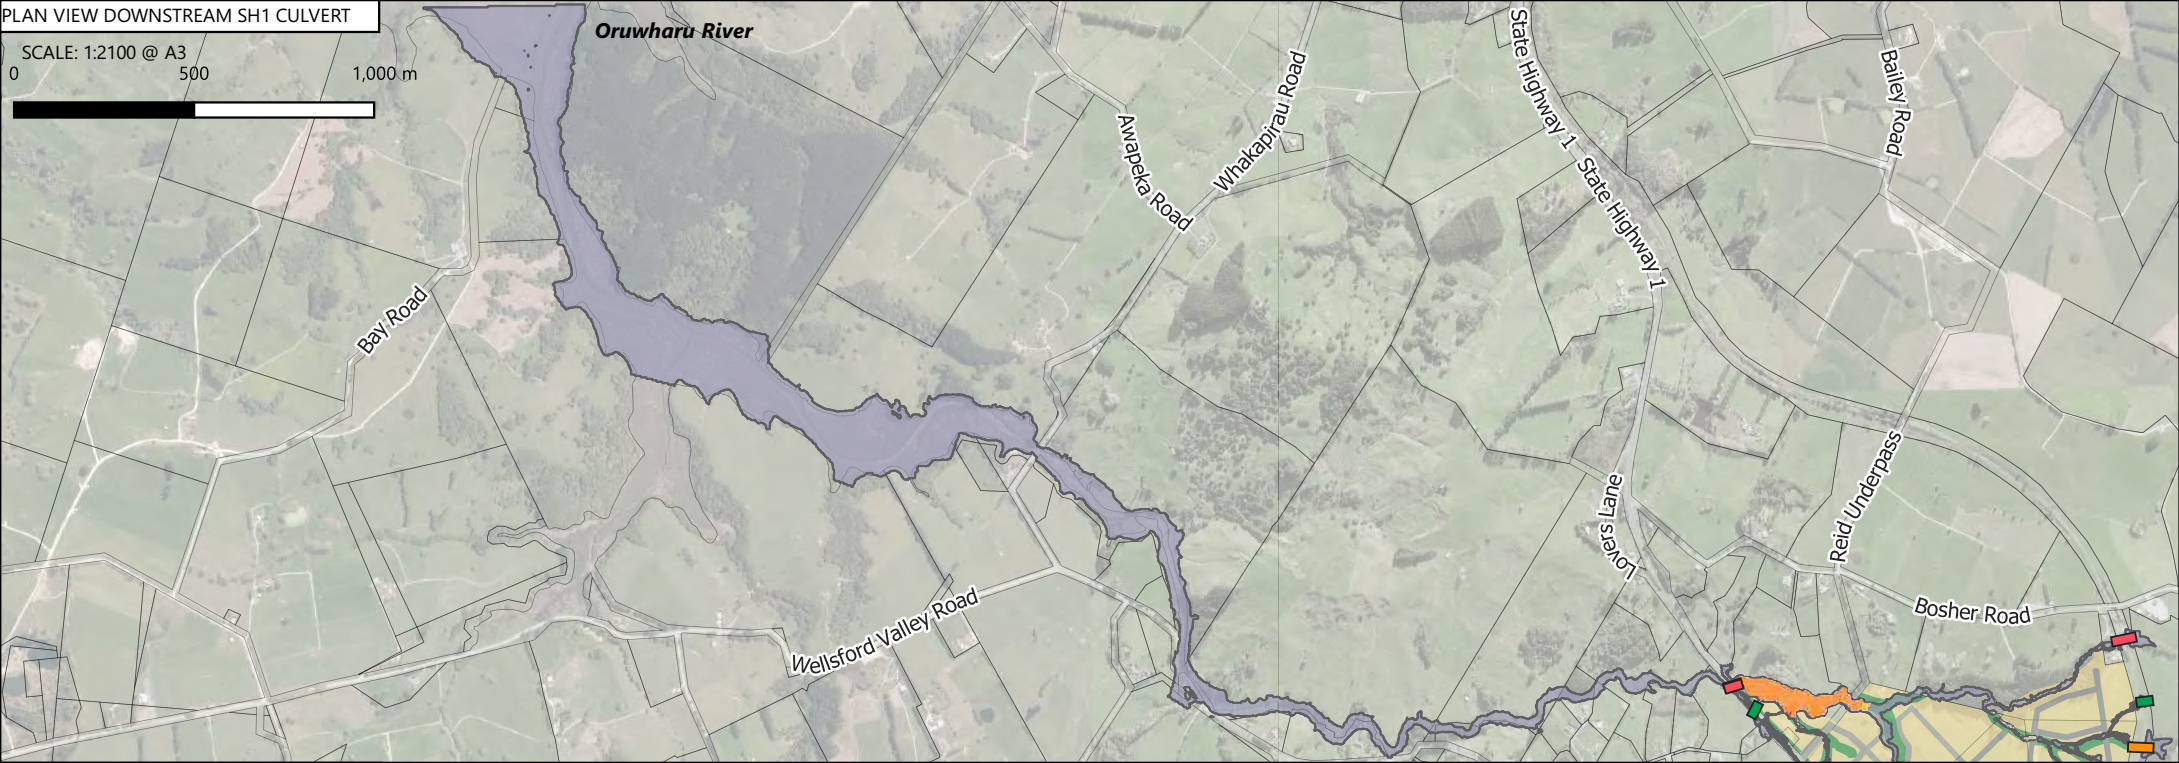 PLAN VIEW DOWNSTREAM SH1 CULVERT
SCALE: 1:2100 @ A3
0 500 1,000 m
Oruwharu River
State Highway 1
State Highway 1
Bailey Road
Whakapirau Road
Awapeka Road
Bay Road
Lovers Lane
Reid Underpass
Wellsford Valley Road
Bosher Road